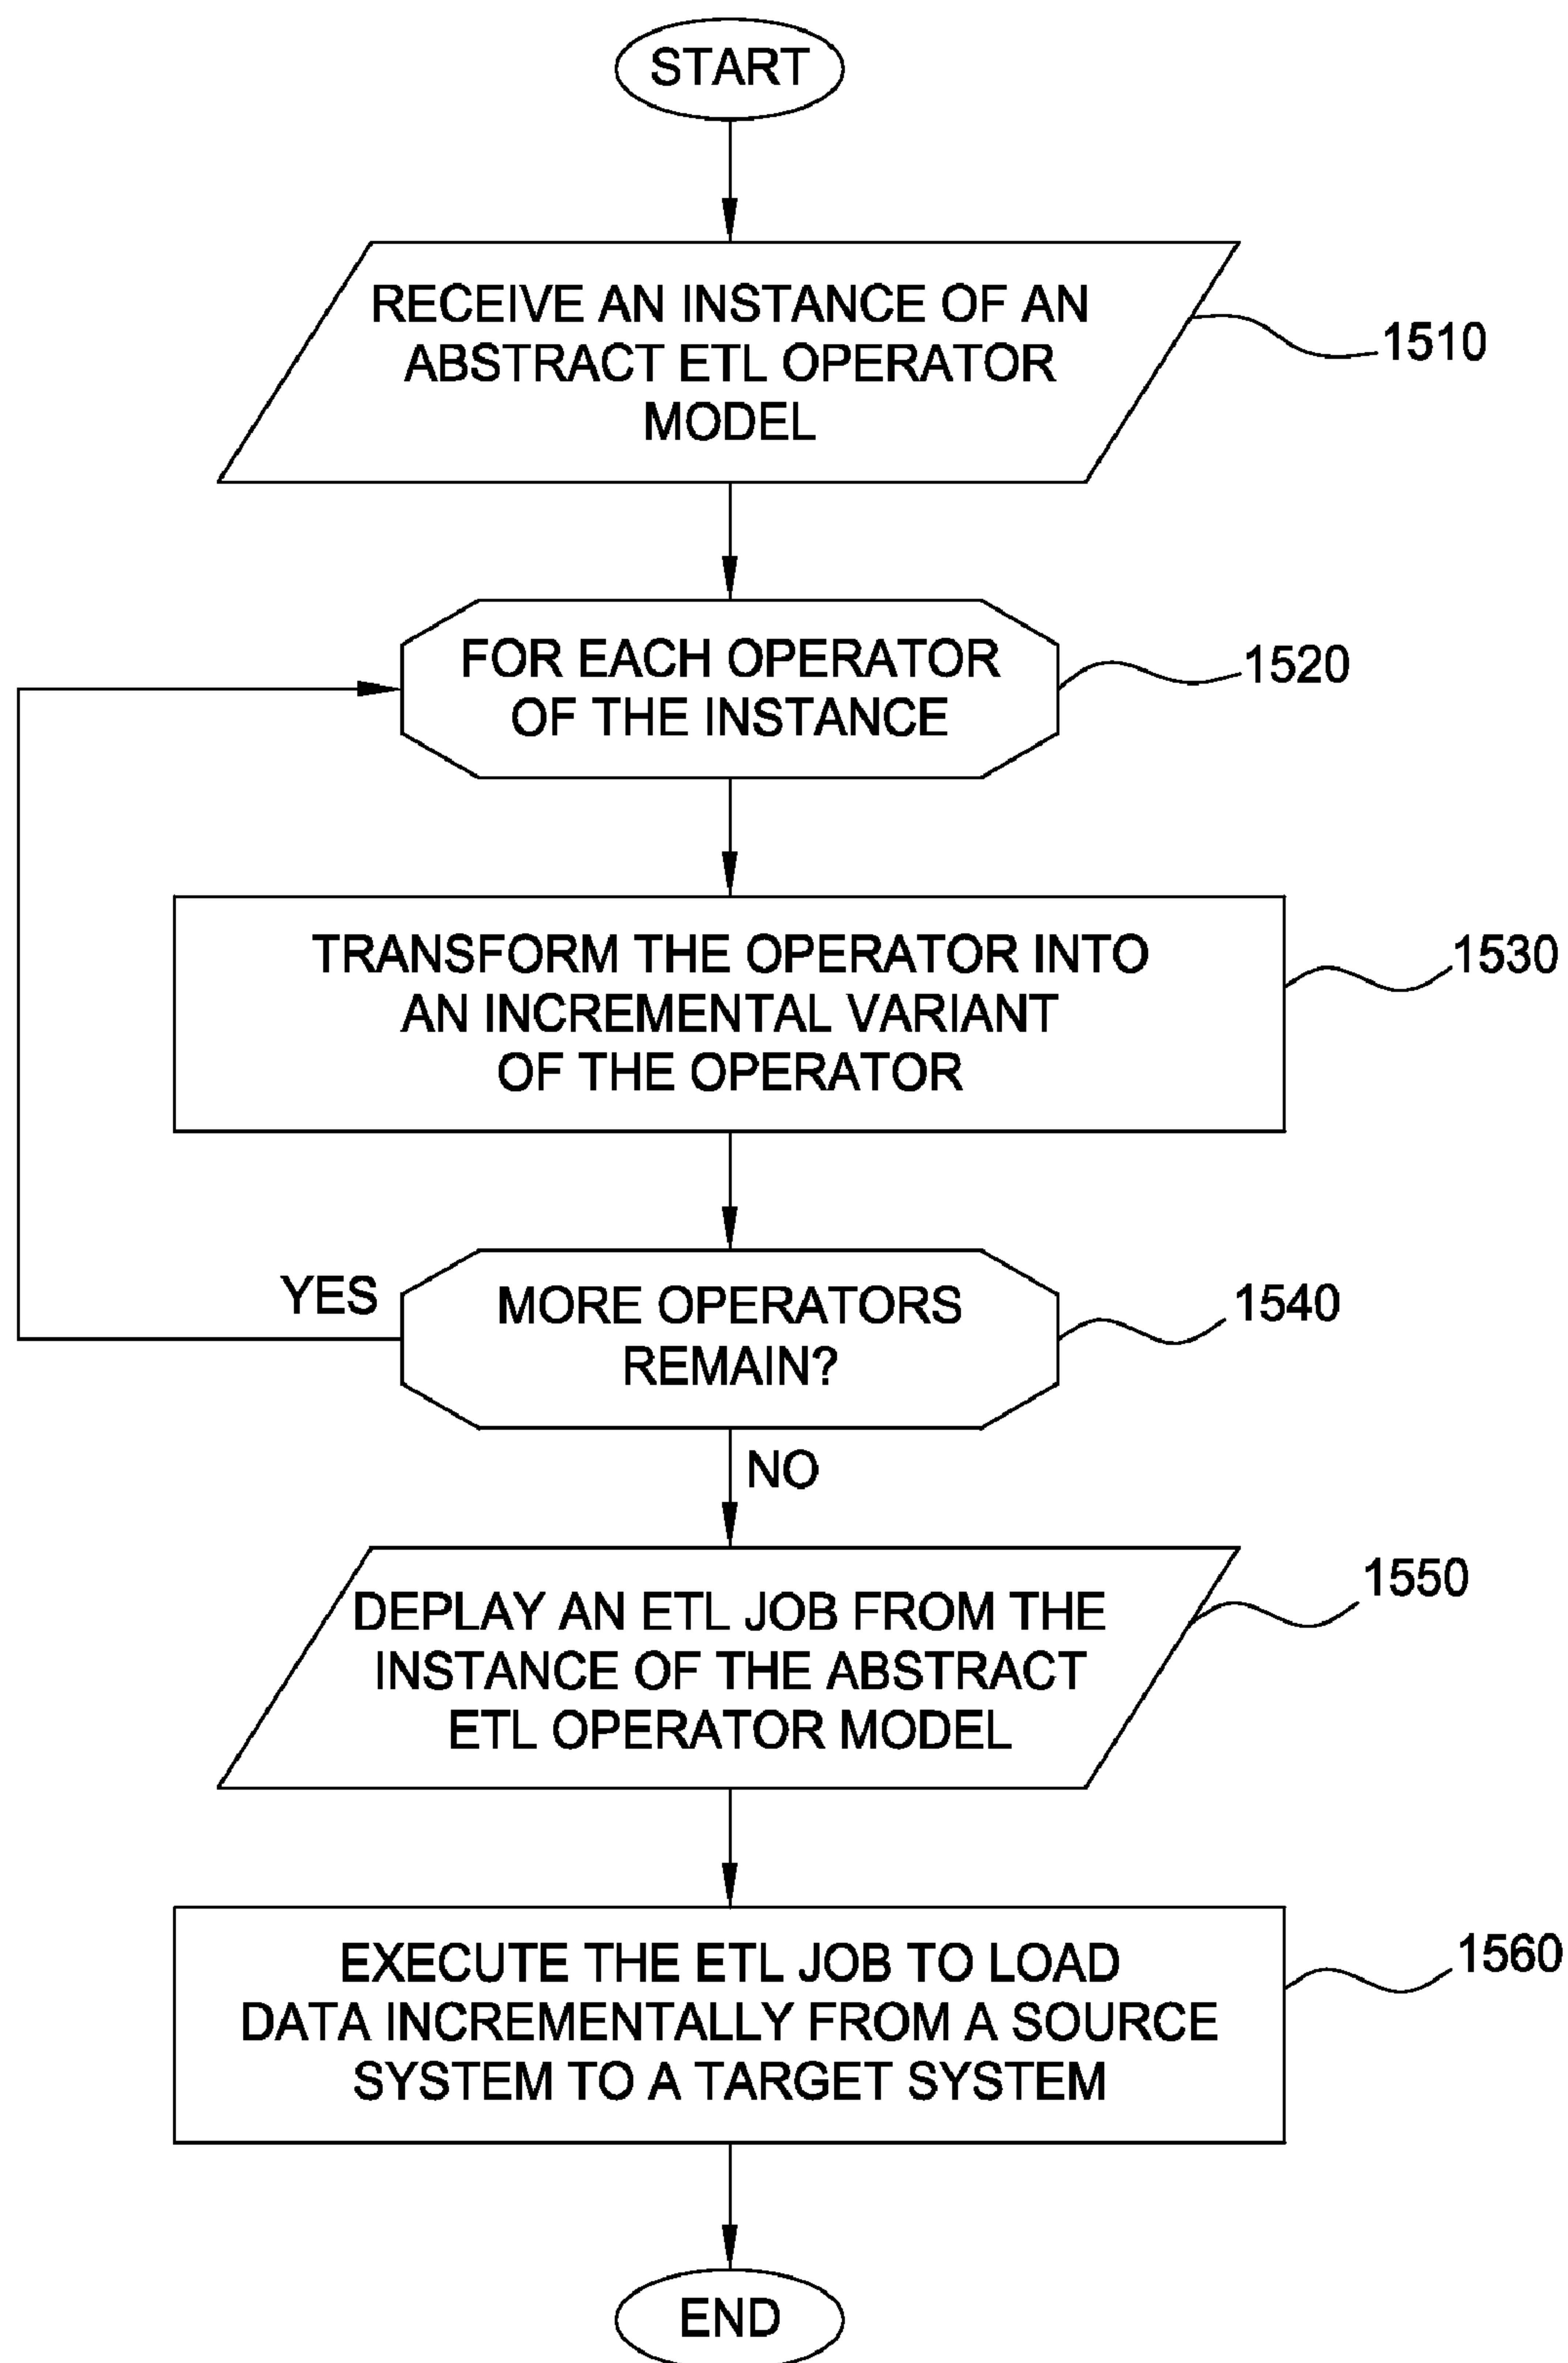 START
RECEIVE AN INSTANCE OF AN
ABSTRACT ETL OPERATOR
MODEL
1510
FOR EACH OPERATOR
OF THE INSTANCE
1520
TRANSFORM THE OPERATOR INTO
AN INCREMENTAL VARIANT
OF THE OPERATOR
1530
YES
MORE OPERATORS
REMAIN?
1540
NO
DEPLAY AN ETL JOB FROM THE
INSTANCE OF THE ABSTRACT
ETL OPERATOR MODEL
1550
EXECUTE THE ETL JOB TO LOAD
DATA INCREMENTALLY FROM A SOURCE
SYSTEM TO A TARGET SYSTEM
1560
END